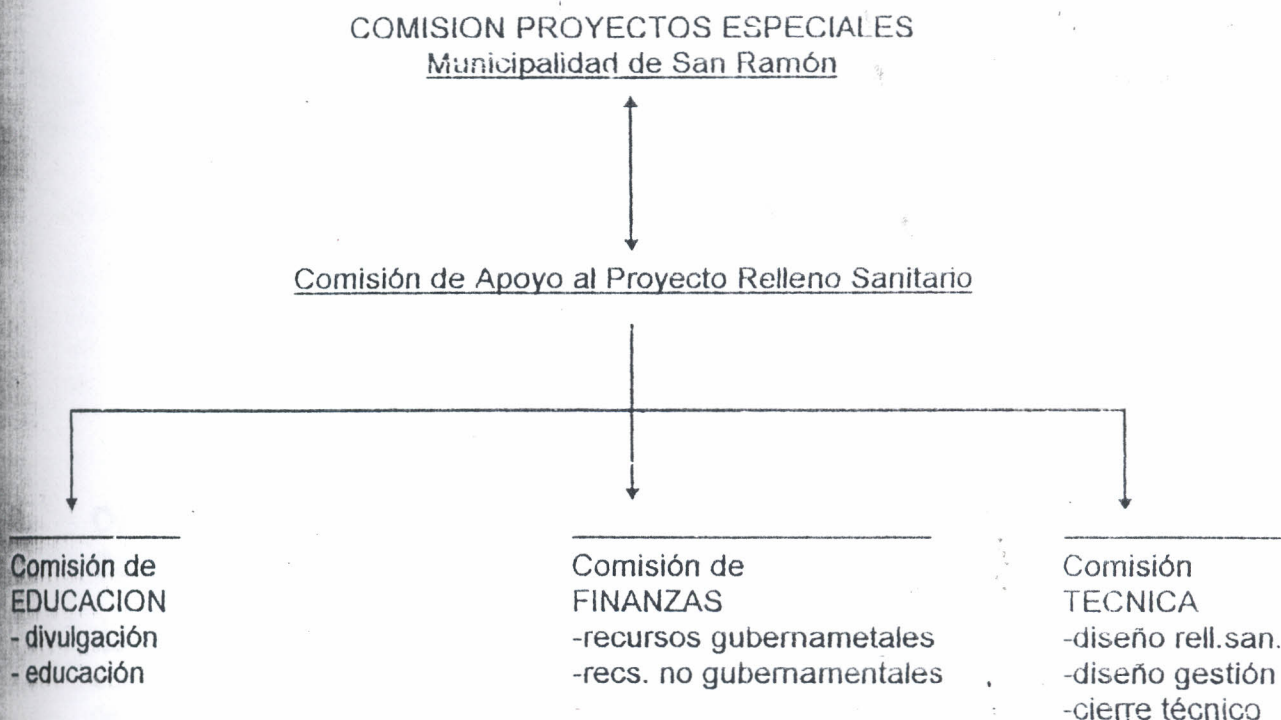 COMISION PROYECTOS ESPECIALES
Municipalidad de San Ramón
Comisión de Apoyo al Proyecto Relleno Sanitario
Comisión de
EDUCACION
- divulgación
- educación
Comisión de
FINANZAS
-recursos gubernametales
-recs. no gubernamentales
Comisión
TECNICA
-diseño rell.san.
-diseño gestión
-cierre técnico